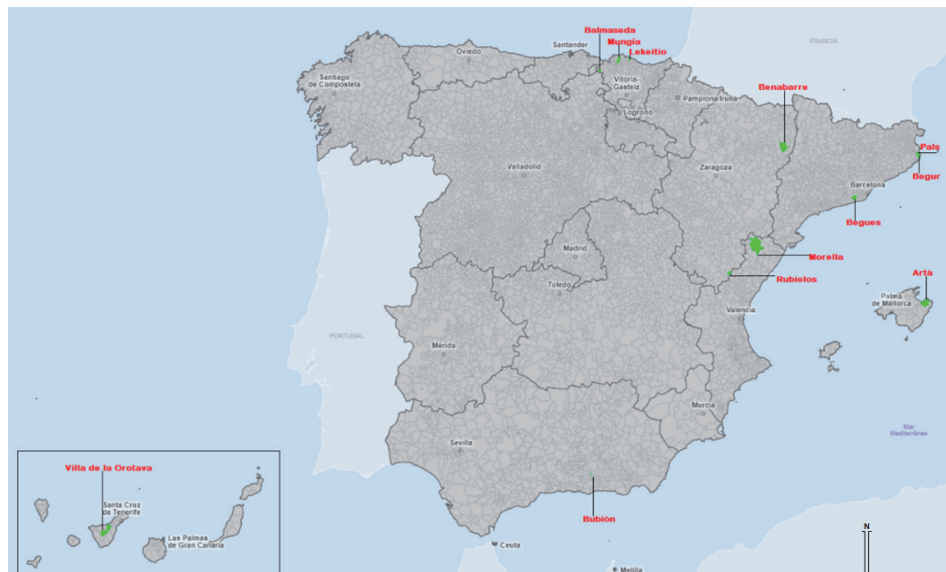 Balmaseda
Mungía
Lekeitio
Oviedo
Santander
FRANCIA
Santiago
de Compostela
Vitoria-
Gasteiz
Benabarre
Pamplona/Iruña
Logroño
Pals
Valladolid
Zaragoza
Begur
Barcelona
Begues
Madrid
Morella
Toledo
Rubielos
Artà
Palma
de Mallorca
Valencia
PORTUGAL
Mérida
Murcia
Mar
Mediterráneo
Sevilla
Villa de la Orotava
Santa Cruz
de Tenerife
Las Palmas
de Gran Canaria
Bubión
N
Ceuta
Melilla